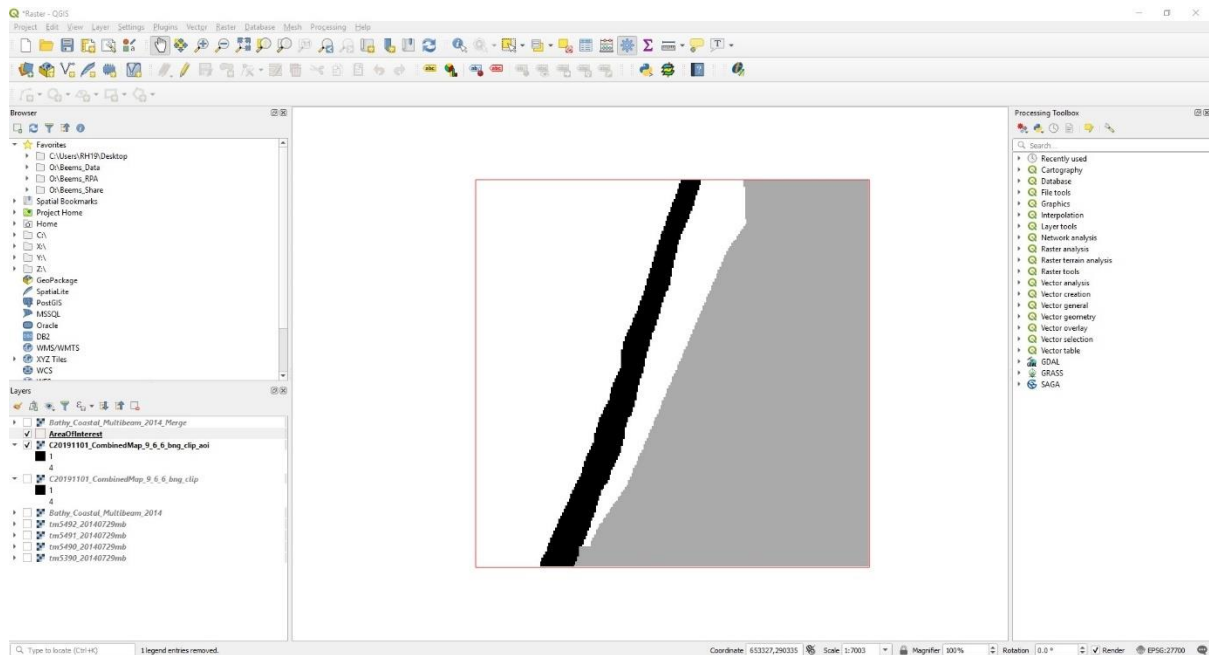 *Raster - QGIS
Project Edit View Layer Settings Plugins Vector Raster Database Mesh Processing Help
Browser
Favorites
C:\Users\RH19\Desktop
O:\Beems_Data
O:\Beems_RPA
O:\Beems_Share
Spatial Bookmarks
Project Home
Home
C:\
X:\
Y:\
Z:\
GeoPackage
SpatiaLite
PostGIS
MSSQL
Oracle
DB2
WMS/WMTS
XYZ Tiles
WCS
Layers
Bathy_Coastal_Multibeam_2014_Merge
AreaOfInterest
C20191101_CombinedMap_9_6_6_bng_clip_aoi
1
4
C20191101_CombinedMap_9_6_6_bng_clip
1
4
Bathy_Coastal_Multibeam_2014
tm5492_20140729mb
tm5491_20140729mb
tm5490_20140729mb
tm5390_20140729mb
Processing Toolbox
Search...
Recently used
Cartography
Database
File tools
Graphics
Interpolation
Layer tools
Network analysis
Raster analysis
Raster terrain analysis
Raster tools
Vector analysis
Vector creation
Vector general
Vector geometry
Vector overlay
Vector selection
Vector table
GDAL
GRASS
SAGA
Type to locate (Ctrl+K) 1 legend entries removed. Coordinate 653327,290335 Scale 1:7003 Magnifier 100% Rotation 0.0 ° Render EPSG:27700